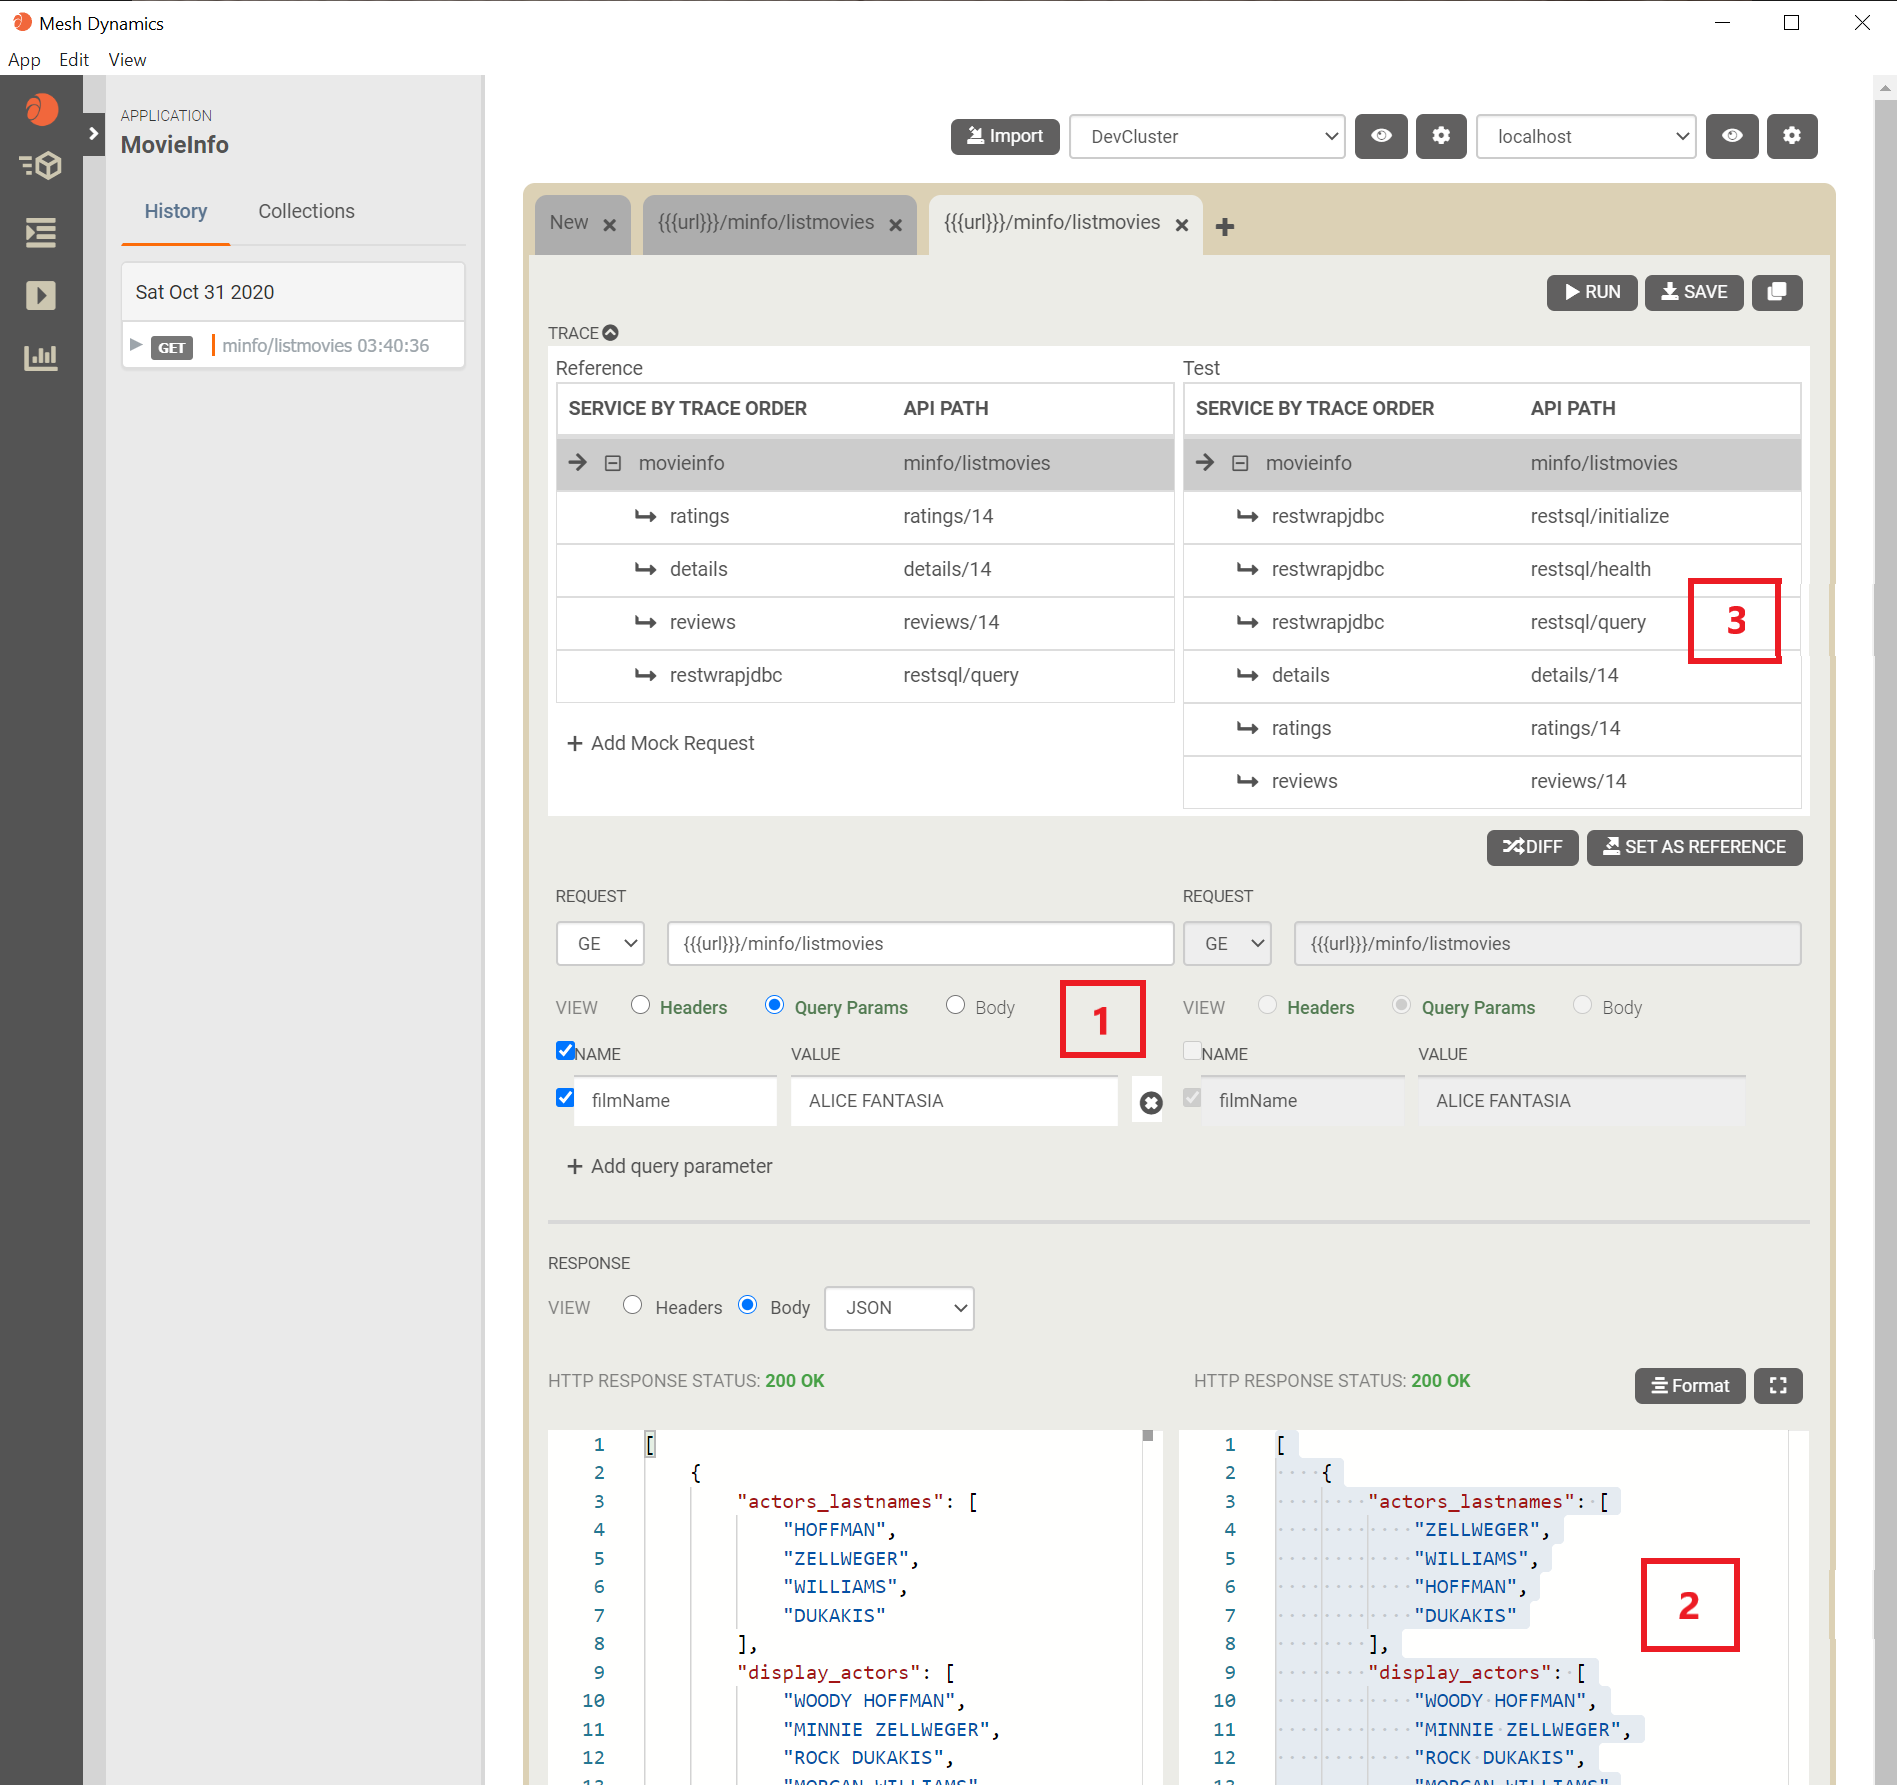 Mesh Dynamics
App Edit View
APPLICATION
MovieInfo
History Collections
Sat Oct 31 2020
GET minfo/listmovies 03:40:36
Import DevCluster localhost
New {{{url}}}/minfo/listmovies {{{url}}}/minfo/listmovies
RUN SAVE
TRACE
Reference Test
SERVICE BY TRACE ORDER API PATH SERVICE BY TRACE ORDER API PATH
movieinfo minfo/listmovies movieinfo minfo/listmovies
ratings ratings/14 restwrapjdbc restsql/initialize
details details/14 restwrapjdbc restsql/health
reviews reviews/14 restwrapjdbc restsql/query 3
restwrapjdbc restsql/query details details/14
ratings ratings/14
+ Add Mock Request
reviews reviews/14
DIFF SET AS REFERENCE
REQUEST REQUEST
GE {{{url}}}/minfo/listmovies GE {{{url}}}/minfo/listmovies
VIEW Headers Query Params Body 1 VIEW Headers Query Params Body
NAME VALUE NAME VALUE
filmName ALICE FANTASIA filmName ALICE FANTASIA
+ Add query parameter
RESPONSE
VIEW Headers Body JSON
HTTP RESPONSE STATUS: 200 OK HTTP RESPONSE STATUS: 200 OK Format
1 [ 1 [
2 { 2 {
3 "actors_lastnames": [ 3 "actors_lastnames": [
4 "HOFFMAN", 4 "ZELLWEGER",
5 "ZELLWEGER", 5 "WILLIAMS",
6 "WILLIAMS", 6 "HOFFMAN", 2
7 "DUKAKIS" 7 "DUKAKIS"
8 ], 8 ],
9 "display_actors": [ 9 "display_actors": [
10 "WOODY HOFFMAN", 10 "WOODY HOFFMAN",
11 "MINNIE ZELLWEGER", 11 "MINNIE ZELLWEGER",
12 "ROCK DUKAKIS", 12 "ROCK DUKAKIS",
13 "MORGAN WILLIAMS" 13 "MORGAN WILLIAMS"